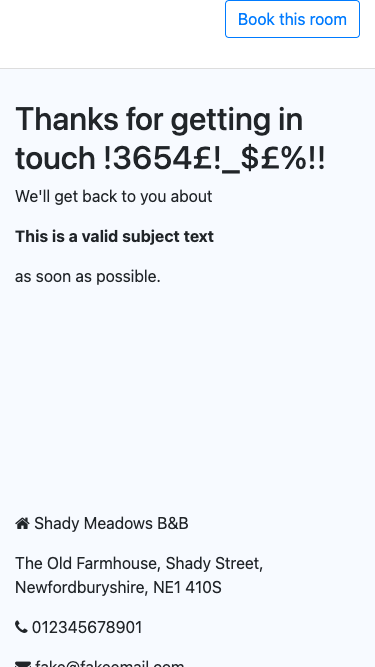 Book this room
Thanks for getting in
touch !3654£!_$£%!!
We'll get back to you about
This is a valid subject text
as soon as possible.
Shady Meadows B&B
The Old Farmhouse, Shady Street,
Newfordburyshire, NE1 410S
012345678901
fake@fakeemail.com